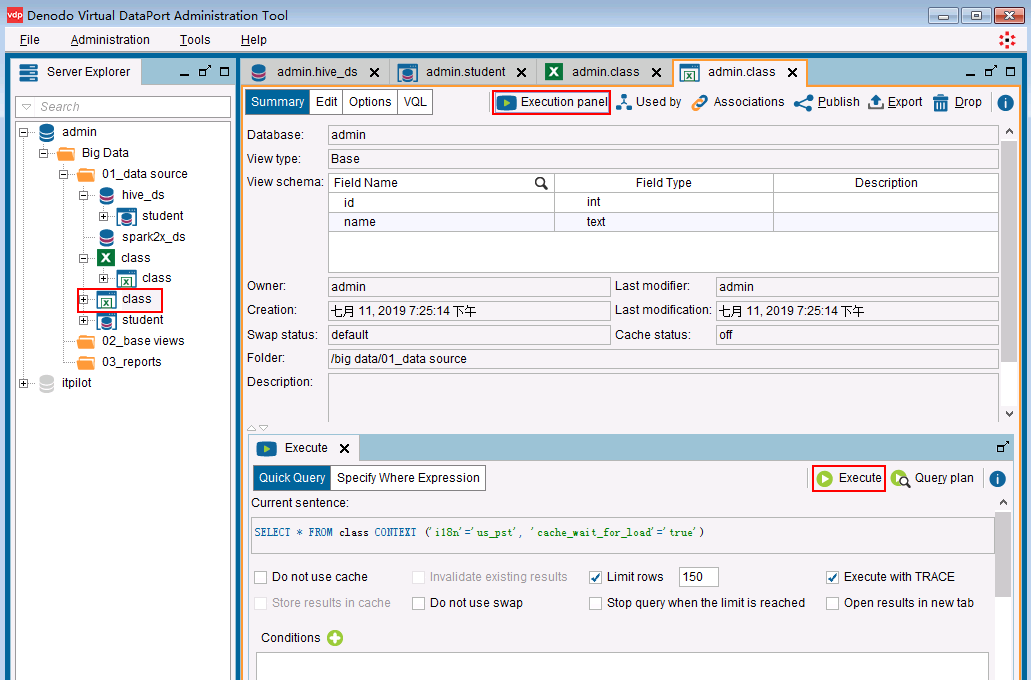 vdp Denodo Virtual DataPort Administration Tool
File Administration Tools Help
Server Explorer
Search
admin
Big Data
01_data source
hive_ds
student
spark2x_ds
class
class
class
student
02_base views
03_reports
itpilot
admin.hive_ds admin.student admin.class admin.class
Summary Edit Options VQL Execution panel Used by Associations Publish Export Drop
Database: admin
View type: Base
View schema: Field Name Field Type Description
id int
name text
Owner: admin Last modifier: admin
Creation: 七月 11, 2019 7:25:14 下午 Last modification: 七月 11, 2019 7:25:14 下午
Swap status: default Cache status: off
Folder: /big data/01_data source
Description:
Execute
Quick Query Specify Where Expression Execute Query plan
Current sentence:
SELECT * FROM class CONTEXT ('i18n'='us_pst', 'cache_wait_for_load'='true')
Do not use cache Invalidate existing results Limit rows 150 Execute with TRACE
Store results in cache Do not use swap Stop query when the limit is reached Open results in new tab
Conditions